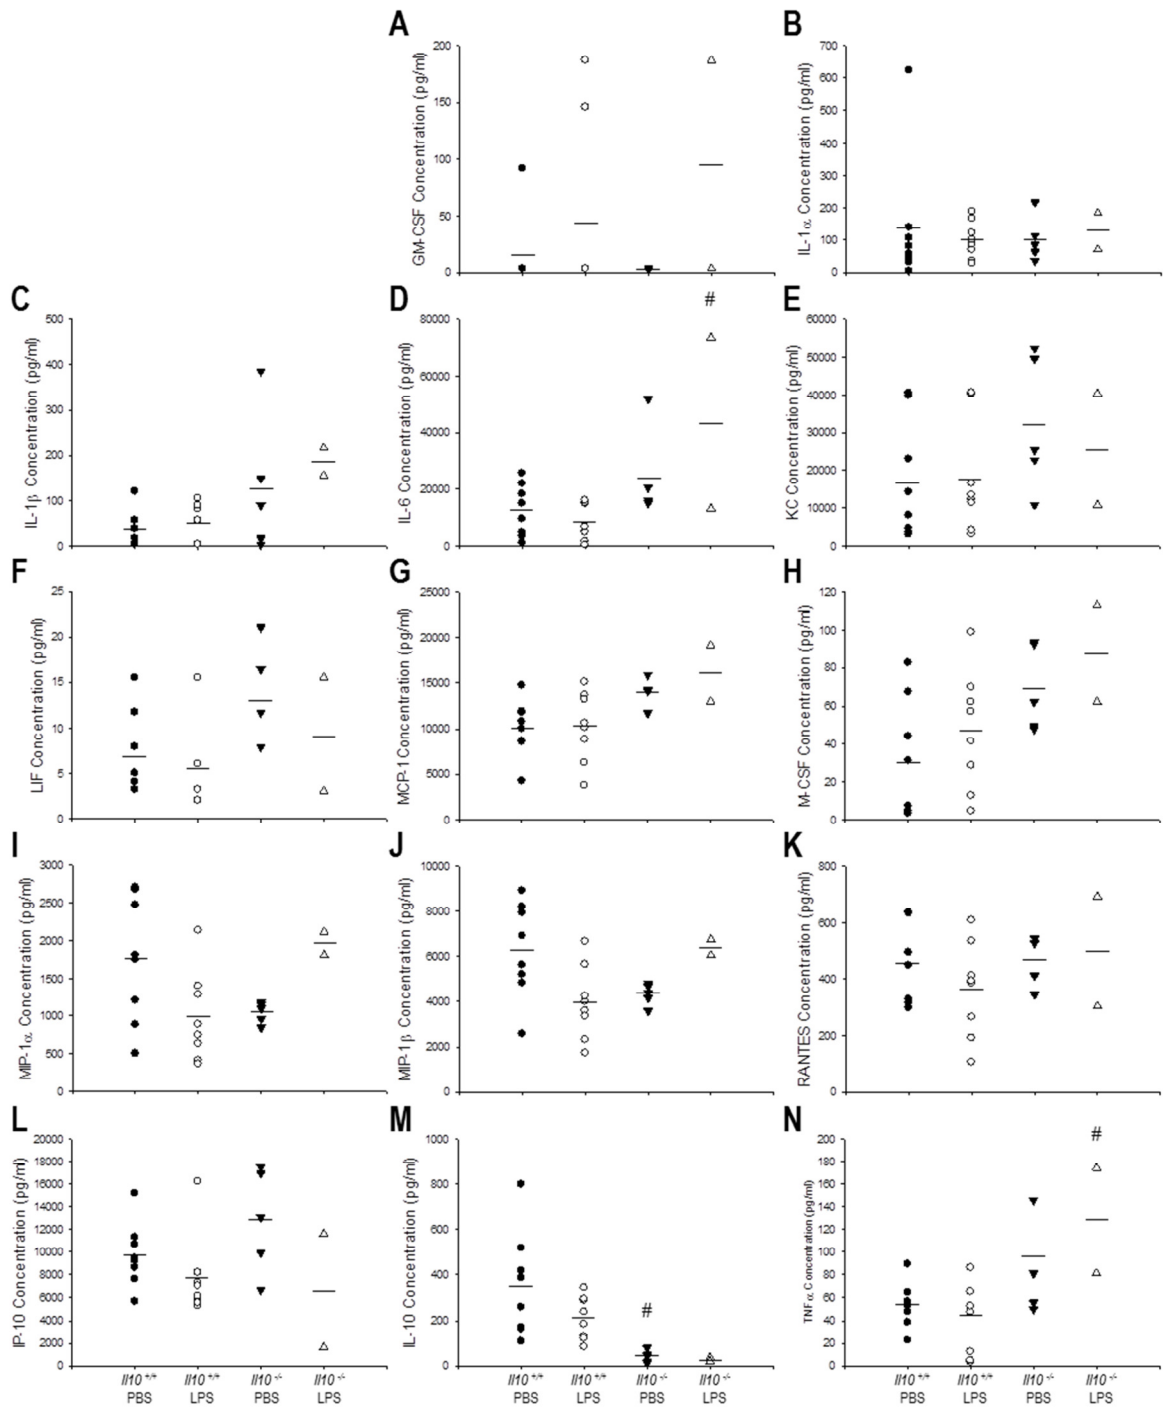 A
GM-CSF Concentration (pg/ml)
200
150
100
50
0
B
IL-1α Concentration (pg/ml)
700
600
500
400
300
200
100
0
C
IL-1β Concentration (pg/ml)
500
400
300
200
100
0
D
IL-6 Concentration (pg/ml)
80000
60000
40000
20000
0
#
E
KC Concentration (pg/ml)
60000
50000
40000
30000
20000
10000
0
F
LIF Concentration (pg/ml)
25
20
15
10
5
0
G
MCP-1 Concentration (pg/ml)
25000
20000
15000
10000
5000
0
H
M-CSF Concentration (pg/ml)
120
100
80
60
40
20
0
I
MIP-1α Concentration (pg/ml)
3000
2500
2000
1500
1000
500
0
J
MIP-1β Concentration (pg/ml)
10000
8000
6000
4000
2000
0
K
RANTES Concentration (pg/ml)
800
600
400
200
0
L
IP-10 Concentration (pg/ml)
20000
18000
16000
14000
12000
10000
8000
6000
4000
2000
0
Il10 +/+ Il10 +/+ Il10 -/- Il10 -/-
PBS LPS PBS LPS
M
IL-10 Concentration (pg/ml)
1000
800
600
400
200
0
#
Il10 +/+ Il10 +/+ Il10 -/- Il10 -/-
PBS LPS PBS LPS
N
TNFα Concentration (pg/ml)
200
180
160
140
120
100
80
60
40
20
0
#
Il10 +/+ Il10 +/+ Il10 -/- Il10 -/-
PBS LPS PBS LPS